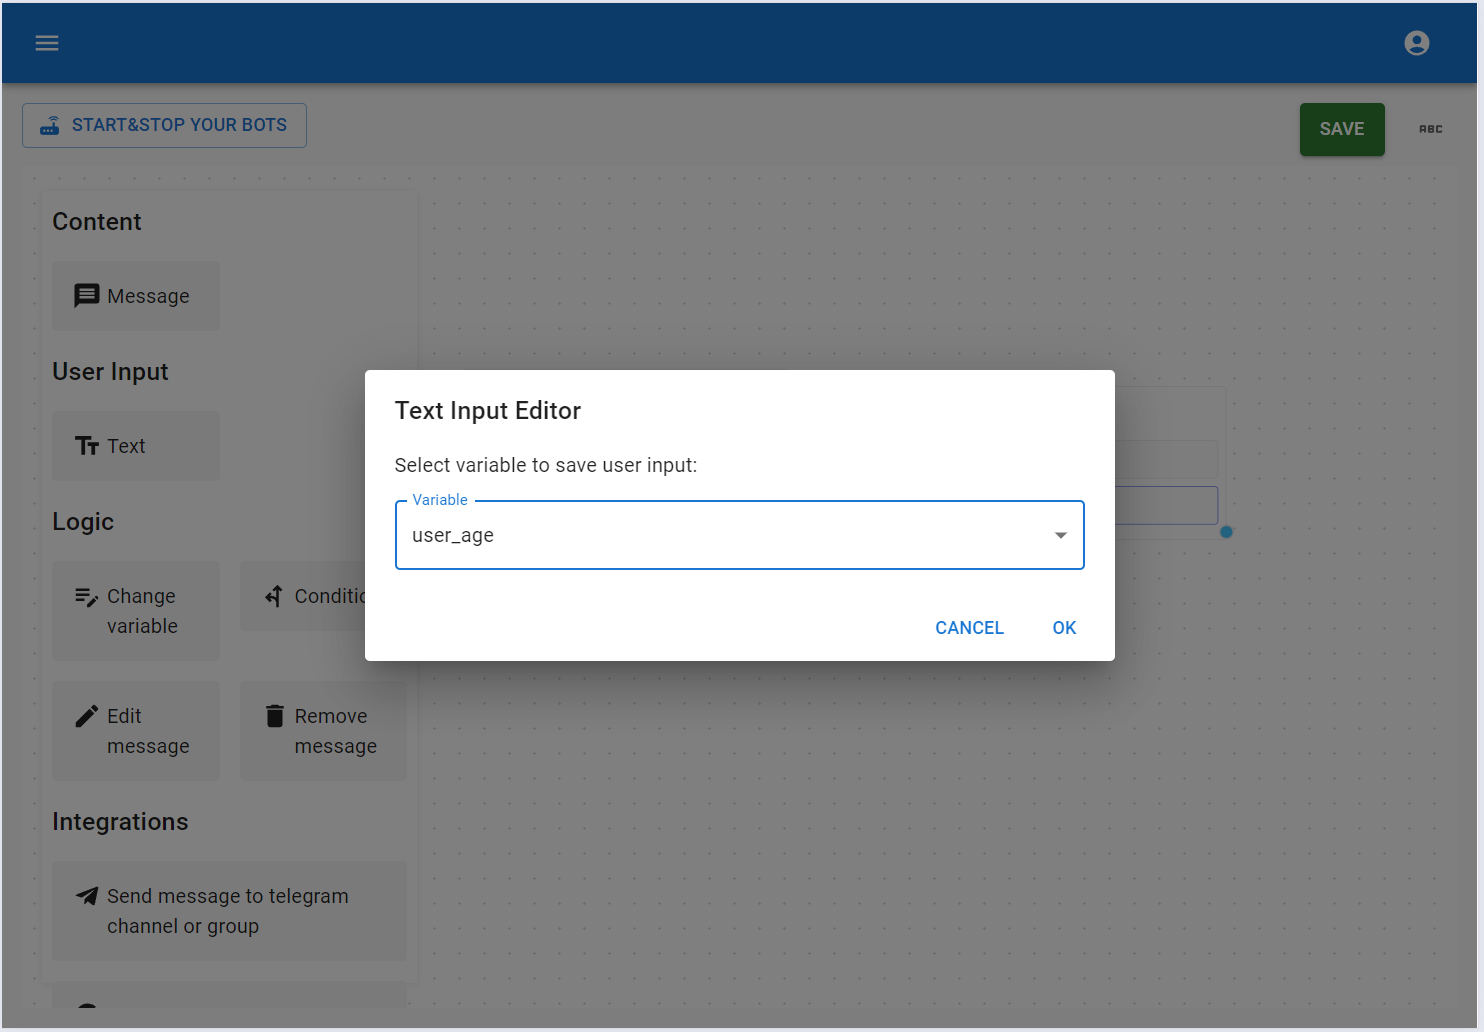 START&STOP YOUR BOTS
SAVE
ABC
Content
Message
User Input
Text
Logic
Change
variable
Edit
message
Remove
message
Integrations
Send message to telegram
channel or group
Text Input Editor
Select variable to save user input:
Variable
user_age
CANCEL
OK